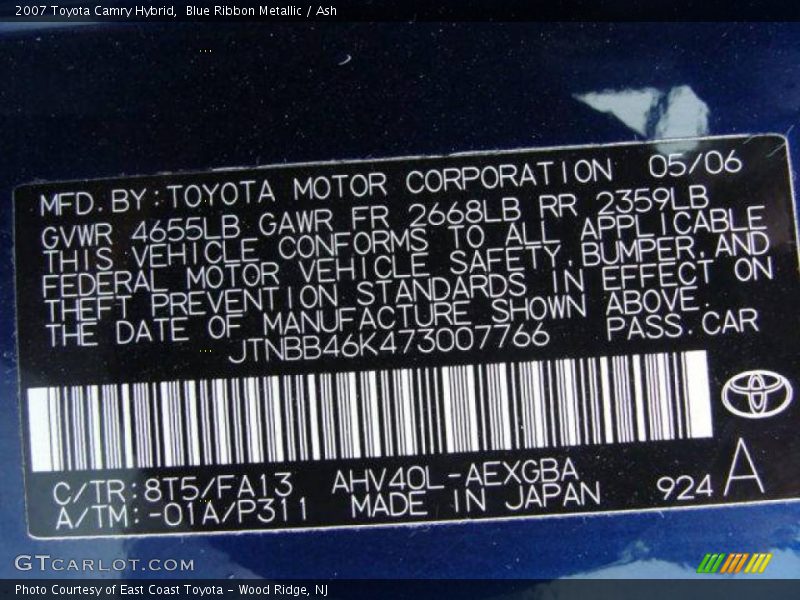 2007 Toyota Camry Hybrid,  Blue Ribbon Metallic / Ash
MFD.BY:TOYOTA MOTOR CORPORATION 05/06
GVWR 4655LB GAWR FR 2668LB RR 2359LB
THIS VEHICLE CONFORMS TO ALL APPLICABLE
FEDERAL MOTOR VEHICLE SAFETY,BUMPER,AND
THEFT PREVENTION STANDARDS IN EFFECT ON
THE DATE OF MANUFACTURE SHOWN ABOVE.
JTNBB46K473007766 PASS.CAR
C/TR:8T5/FA13 AHV40L-AEXGBA 924 A
A/TM:-01A/P311 MADE IN JAPAN
GTCARLOT.COM
Photo Courtesy of East Coast Toyota - Wood Ridge, NJ